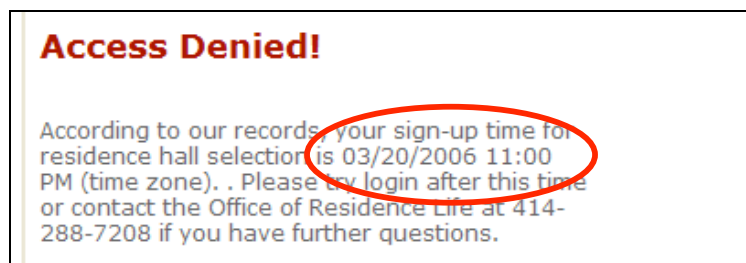 Access Denied!
According to our records, your sign-up time for
residence hall selection is 03/20/2006 11:00
PM (time zone). . Please try login after this time
or contact the Office of Residence Life at 414-
288-7208 if you have further questions.